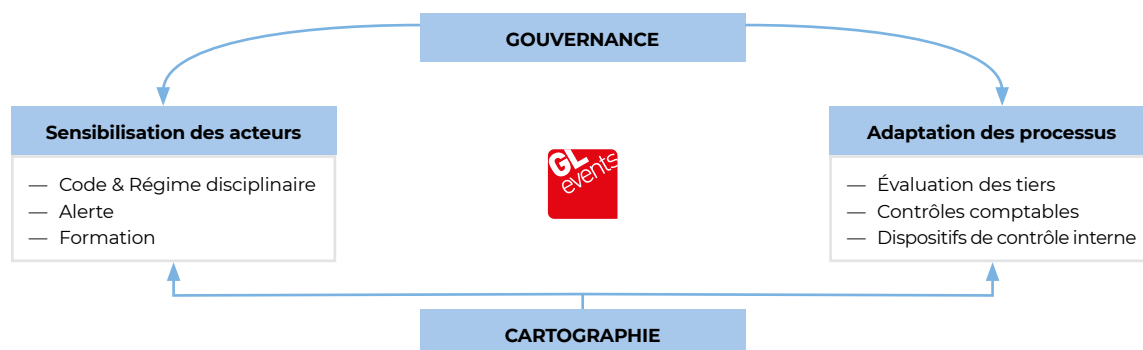 GOUVERNANCE
Sensibilisation des acteurs
— Code & Régime disciplinaire
— Alerte
— Formation
GL
events
Adaptation des processus
— Évaluation des tiers
— Contrôles comptables
— Dispositifs de contrôle interne
CARTOGRAPHIE